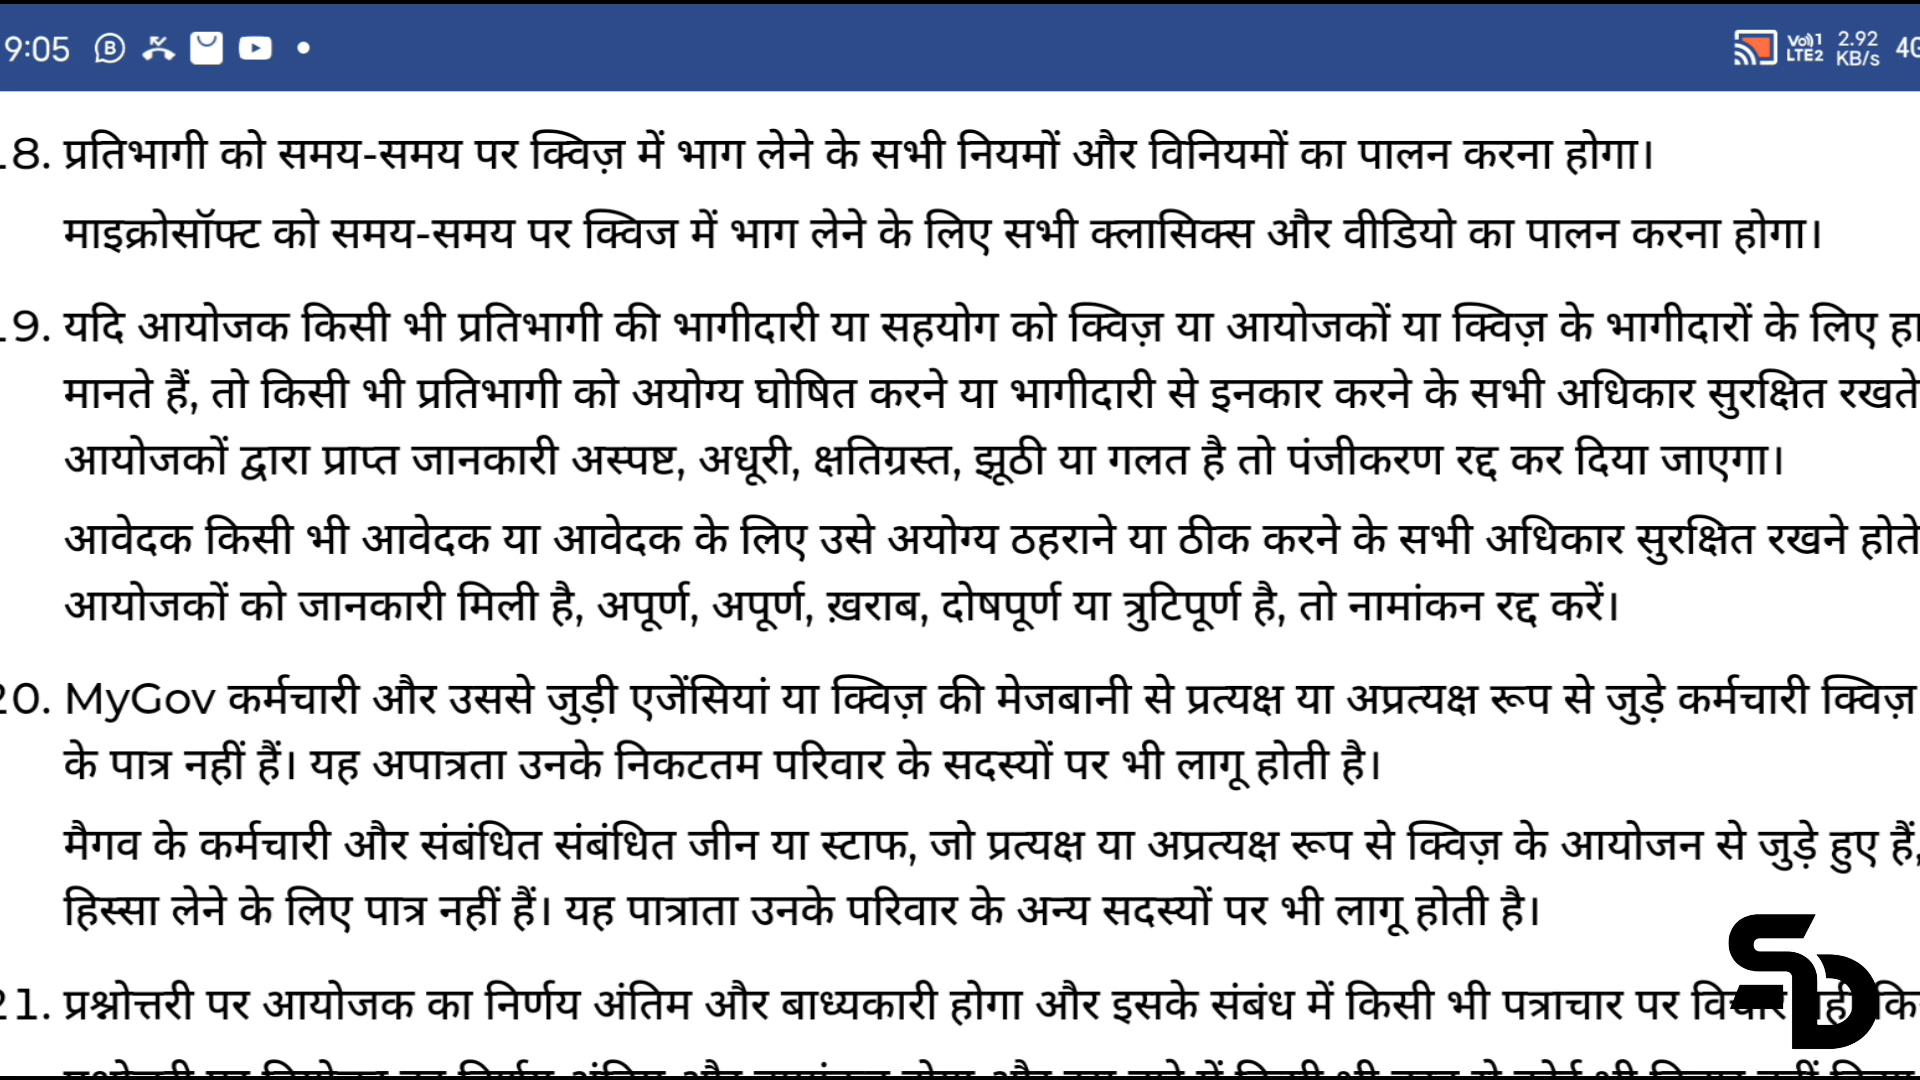 9:05 Vo)) 1 LTE2 2.92 KB/s
8. प्रतिभागी को समय-समय पर क्विज़ में भाग लेने के सभी नियमों और विनियमों का पालन करना होगा।
माइक्रोसॉफ्ट को समय-समय पर क्विज में भाग लेने के लिए सभी क्लासिक्स और वीडियो का पालन करना होगा।
9. यदि आयोजक किसी भी प्रतिभागी की भागीदारी या सहयोग को क्विज़ या आयोजकों या क्विज़ के भागीदारों के लिए
मानते हैं, तो किसी भी प्रतिभागी को अयोग्य घोषित करने या भागीदारी से इनकार करने के सभी अधिकार सुरक्षित रखते
आयोजकों द्वारा प्राप्त जानकारी अस्पष्ट, अधूरी, क्षतिग्रस्त, झूठी या गलत है तो पंजीकरण रद्द कर दिया जाएगा।
आवेदक किसी भी आवेदक या आवेदक के लिए उसे अयोग्य ठहराने या ठीक करने के सभी अधिकार सुरक्षित रखने होते
आयोजकों को जानकारी मिली है, अपूर्ण, अपूर्ण, ख़राब, दोषपूर्ण या त्रुटिपूर्ण है, तो नामांकन रद्द करें।
20. MyGov कर्मचारी और उससे जुड़ी एजेंसियां या क्विज़ की मेजबानी से प्रत्यक्ष या अप्रत्यक्ष रूप से जुड़े कर्मचारी क्विज़
के पात्र नहीं हैं। यह अपात्रता उनके निकटतम परिवार के सदस्यों पर भी लागू होती है।
मैगव के कर्मचारी और संबंधित संबंधित जीन या स्टाफ, जो प्रत्यक्ष या अप्रत्यक्ष रूप से क्विज़ के आयोजन से जुड़े हुए हैं,
हिस्सा लेने के लिए पात्र नहीं हैं। यह पात्राता उनके परिवार के अन्य सदस्यों पर भी लागू होती है।
21. प्रश्नोत्तरी पर आयोजक का निर्णय अंतिम और बाध्यकारी होगा और इसके संबंध में किसी भी पत्राचार पर
SD